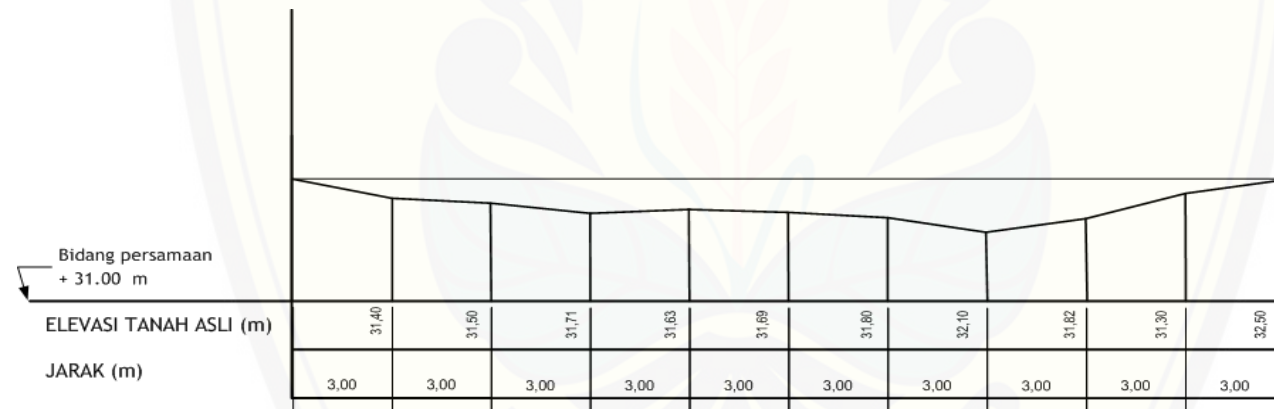 Bidang persamaan
+ 31.00 m
ELEVASI TANAH ASLI (m)
31,40 31,50 31,71 31,63 31,69 31,80 32,10 31,82 31,30 32,50
JARAK (m)
3,00 3,00 3,00 3,00 3,00 3,00 3,00 3,00 3,00 3,00